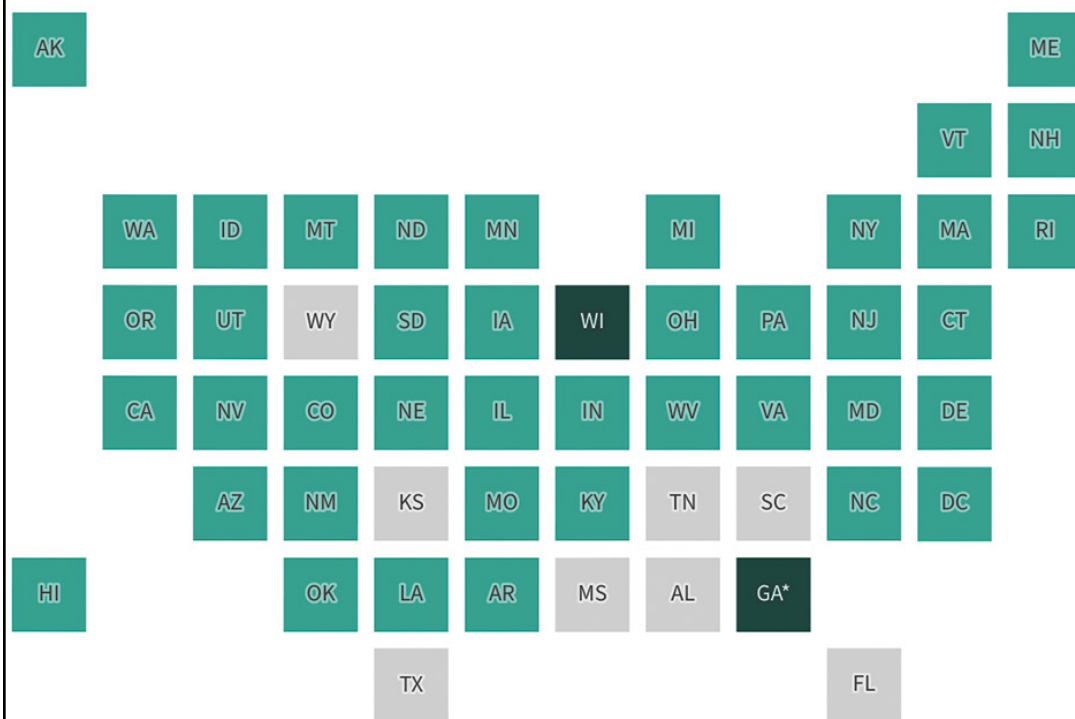 AK ME
VT NH
WA ID MT ND MN MI NY MA RI
OR UT WY SD IA WI OH PA NJ CT
CA NV CO NE IL IN WV VA MD DE
AZ NM KS MO KY TN SC NC DC
HI OK LA AR MS AL GA*
TX FL